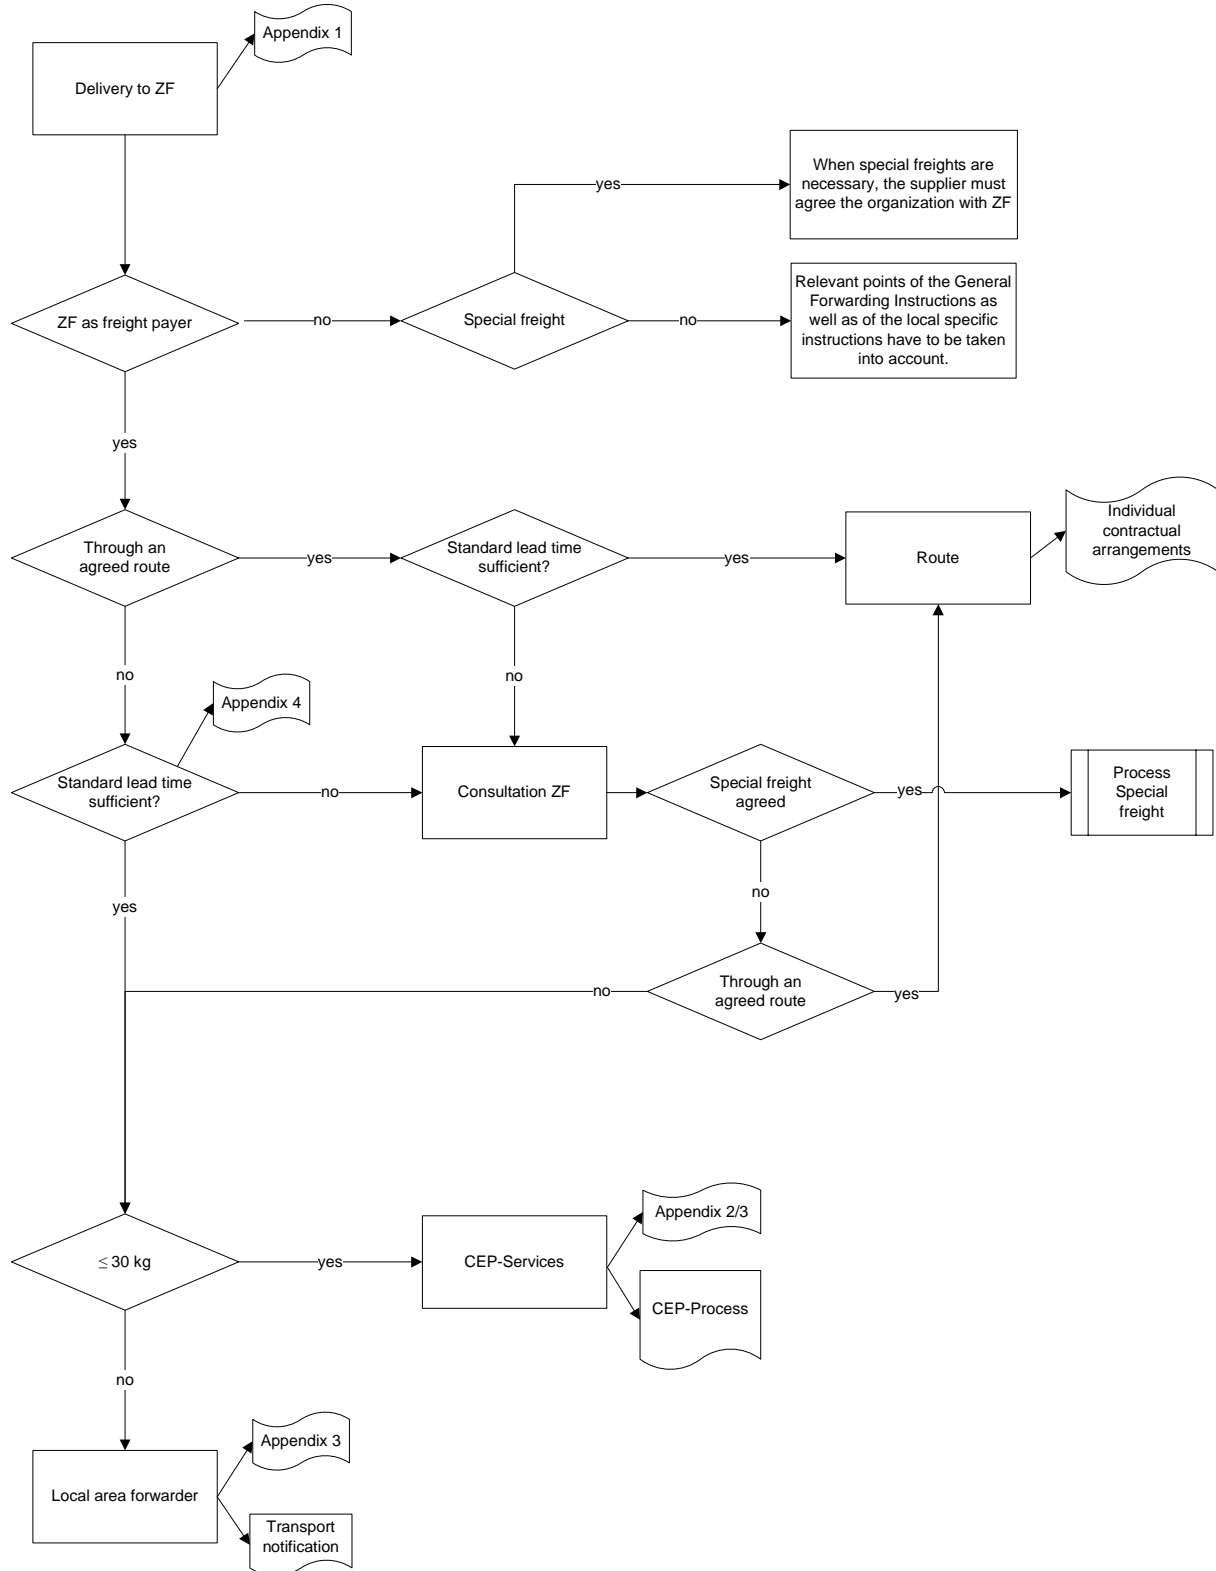 Appendix 1
Delivery to ZF
When special freights are
necessary, the supplier must
agree the organization with ZF
yes
Relevant points of the General
Forwarding Instructions as
well as of the local specific
instructions have to be taken
into account.
ZF as freight payer
no
Special freight
no
yes
Individual
contractual
arrangements
Through an
agreed route
yes
Standard lead time
sufficient?
yes
Route
no
no
Appendix 4
Standard lead time
sufficient?
no
Consultation ZF
Special freight
agreed
yes
Process
Special
freight
no
yes
Through an
agreed route
no
yes
Appendix 2/3
≤ 30 kg
yes
CEP-Services
CEP-Process
no
Appendix 3
Local area forwarder
Transport
notification